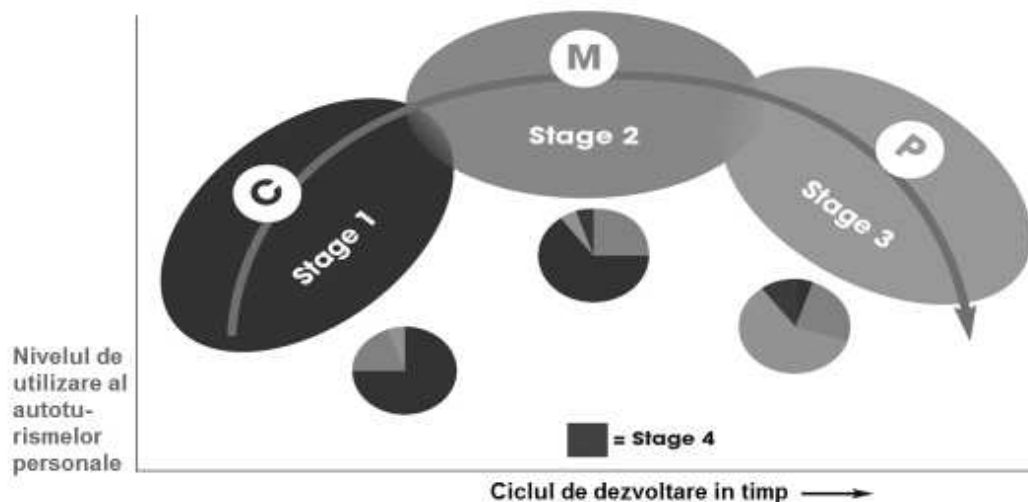 M
Stage 2
P
C
Stage 3
Stage 1
Nivelul de
utilizare al
autotu-
rismelor
personale
= Stage 4
Ciclul de dezvoltare in timp